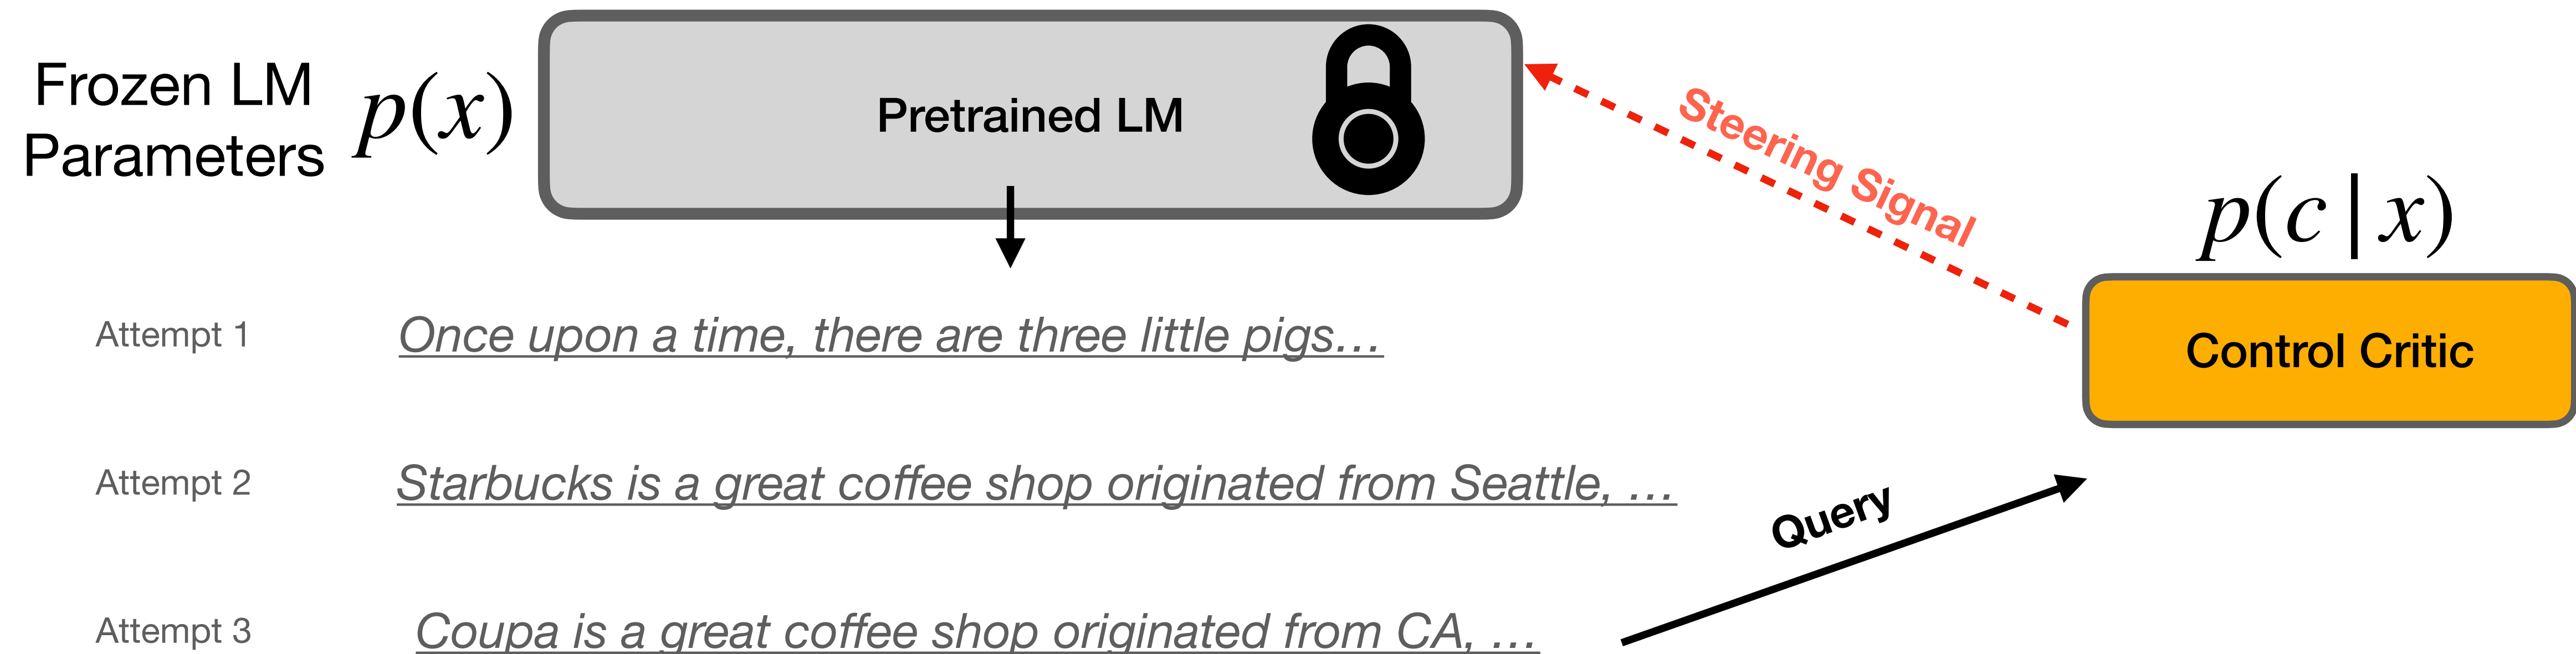 Frozen LM
Parameters
p(x)
Pretrained LM
Steering Signal
p(c | x)
Control Critic
Attempt 1
Once upon a time, there are three little pigs...
Attempt 2
Starbucks is a great coffee shop originated from Seattle, ...
Query
Attempt 3
Coupa is a great coffee shop originated from CA, ...